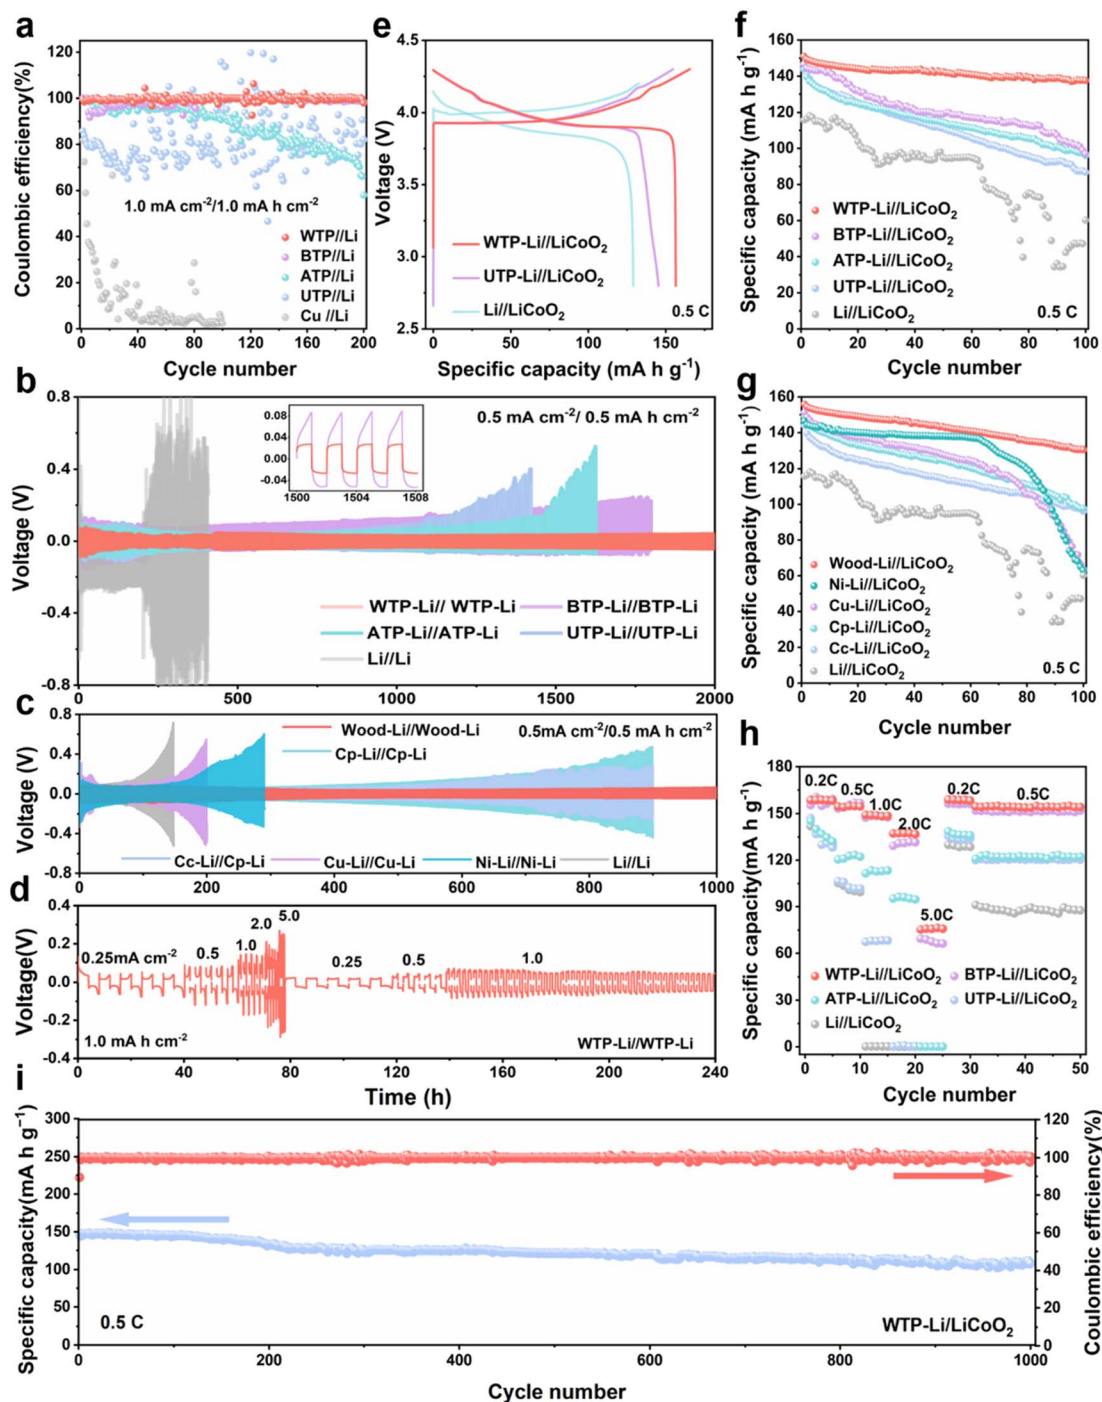 a
Coulombic efficiency(%)
120
100
80
60
40
20
0
1.0 mA cm⁻²/1.0 mA h cm⁻²
WTP//Li
BTP//Li
ATP//Li
UTP//Li
Cu //Li
0 40 80 120 160 200
Cycle number
e
Voltage (V)
4.5
4.0
3.5
3.0
2.5
WTP-Li//LiCoO₂
UTP-Li//LiCoO₂
Li//LiCoO₂
0.5 C
0 50 100 150
Specific capacity (mA h g⁻¹)
f
Specific capacity (mA h g⁻¹)
160
140
120
100
80
60
40
20
0
WTP-Li//LiCoO₂
BTP-Li//LiCoO₂
ATP-Li//LiCoO₂
UTP-Li//LiCoO₂
Li//LiCoO₂
0.5 C
0 20 40 60 80 100
Cycle number
b
Voltage (V)
0.8
0.4
0.0
-0.4
-0.8
0.08
0.04
0.00
-0.04
1500 1504 1508
0.5 mA cm⁻²/ 0.5 mA h cm⁻²
WTP-Li// WTP-Li
BTP-Li//BTP-Li
ATP-Li//ATP-Li
UTP-Li//UTP-Li
Li//Li
0 500 1000 1500 2000
g
Specific capacity (mA h g⁻¹)
160
140
120
100
80
60
40
20
0
Wood-Li//LiCoO₂
Ni-Li//LiCoO₂
Cu-Li//LiCoO₂
Cp-Li//LiCoO₂
Cc-Li//LiCoO₂
Li//LiCoO₂
0.5 C
0 20 40 60 80 100
Cycle number
c
Voltage (V)
0.8
0.4
0.0
-0.4
-0.8
Wood-Li//Wood-Li
0.5mA cm⁻²/0.5 mA h cm⁻²
Cp-Li//Cp-Li
Cc-Li//Cp-Li
Cu-Li//Cu-Li
Ni-Li//Ni-Li
Li//Li
0 200 400 600 800 1000
d
Voltage(V)
0.4
0.2
0.0
-0.2
-0.4
0.25mA cm⁻²
0.5
1.0
2.0
5.0
0.25
0.5
1.0
1.0 mA h cm⁻²
WTP-Li//WTP-Li
0 40 80 120 160 200 240
Time (h)
h
Specific capacity(mA h g⁻¹)
180
150
120
90
60
30
0
0.2C
0.5C
1.0C
2.0C
5.0C
0.2C
0.5C
WTP-Li//LiCoO₂
BTP-Li//LiCoO₂
ATP-Li//LiCoO₂
UTP-Li//LiCoO₂
Li//LiCoO₂
0 10 20 30 40 50
Cycle number
i
Specific capacity(mA h g⁻¹)
300
250
200
150
100
50
0
0.5 C
WTP-Li/LiCoO₂
120
100
80
60
40
20
0
Coulombic efficiency(%)
0 200 400 600 800 1000
Cycle number